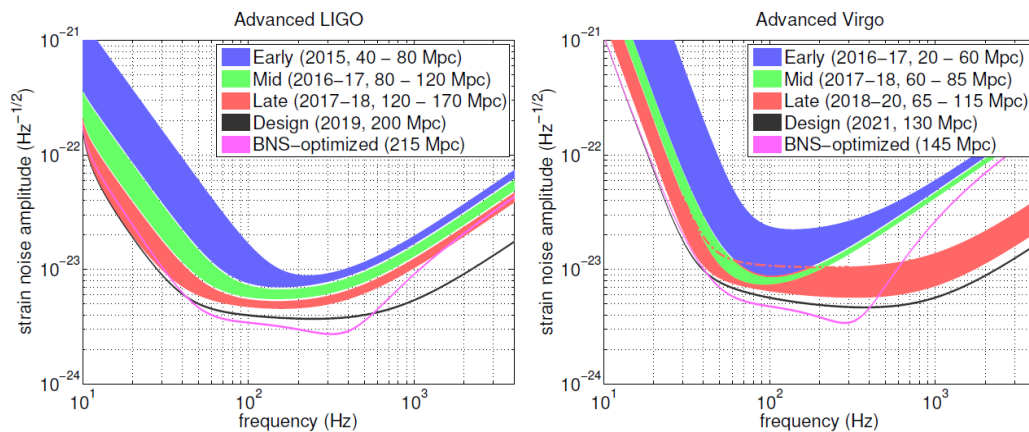 Advanced LIGO
10^-21
10^-22
10^-23
10^-24
strain noise amplitude (Hz^-1/2)
Early (2015, 40 – 80 Mpc)
Mid (2016–17, 80 – 120 Mpc)
Late (2017–18, 120 – 170 Mpc)
Design (2019, 200 Mpc)
BNS–optimized (215 Mpc)
10^1
10^2
10^3
frequency (Hz)
Advanced Virgo
10^-21
10^-22
10^-23
10^-24
strain noise amplitude (Hz^-1/2)
Early (2016–17, 20 – 60 Mpc)
Mid (2017–18, 60 – 85 Mpc)
Late (2018–20, 65 – 115 Mpc)
Design (2021, 130 Mpc)
BNS–optimized (145 Mpc)
10^1
10^2
10^3
frequency (Hz)